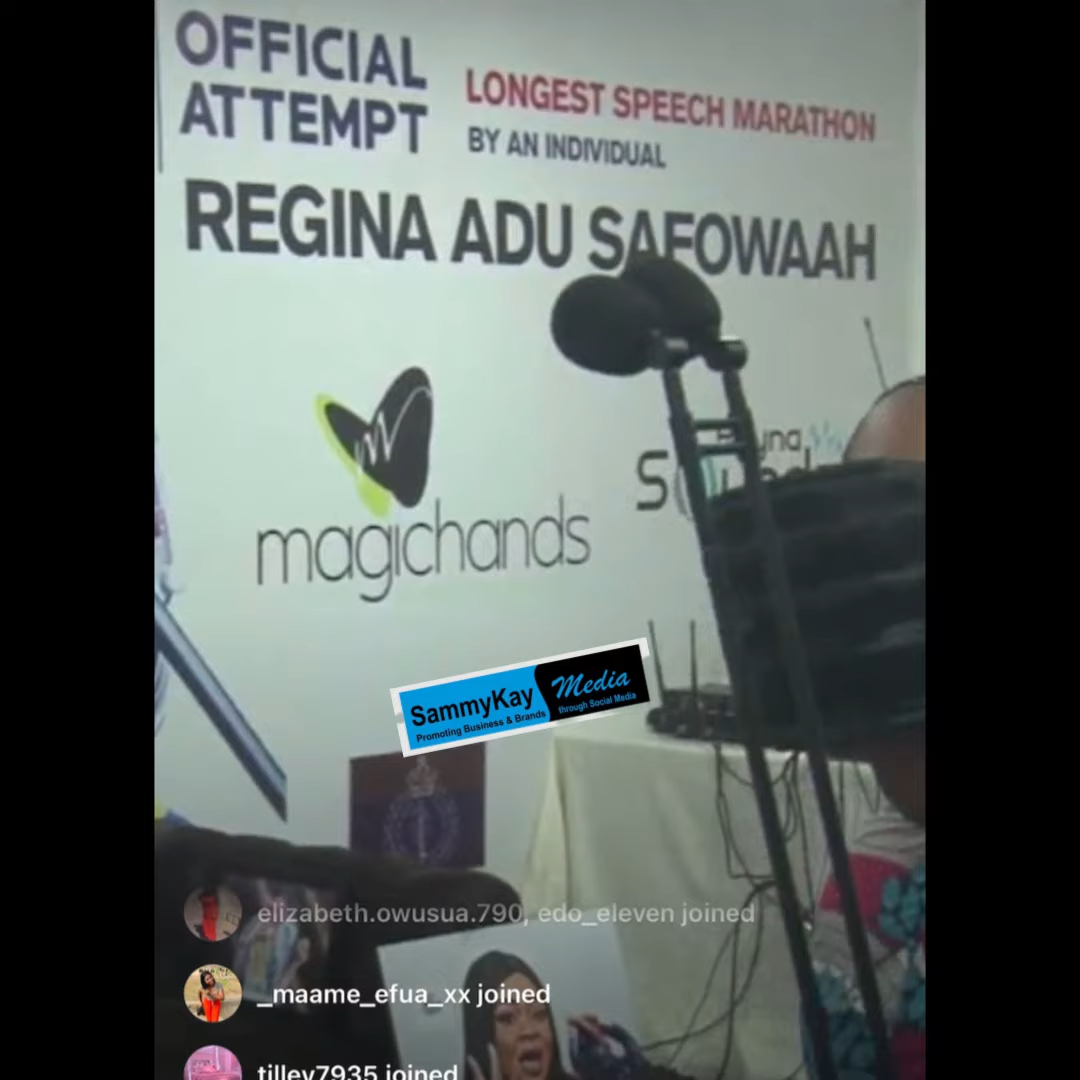 OFFICIAL
ATTEMPT
LONGEST SPEECH MARATHON
BY AN INDIVIDUAL
REGINA ADU SAFOWAAH
magichands
SammyKay
Promoting Business & Brands
Media
through Social Media
elizabeth.owusua.790, edo_eleven joined
_maame_efua_xx joined
tilley7935 joined